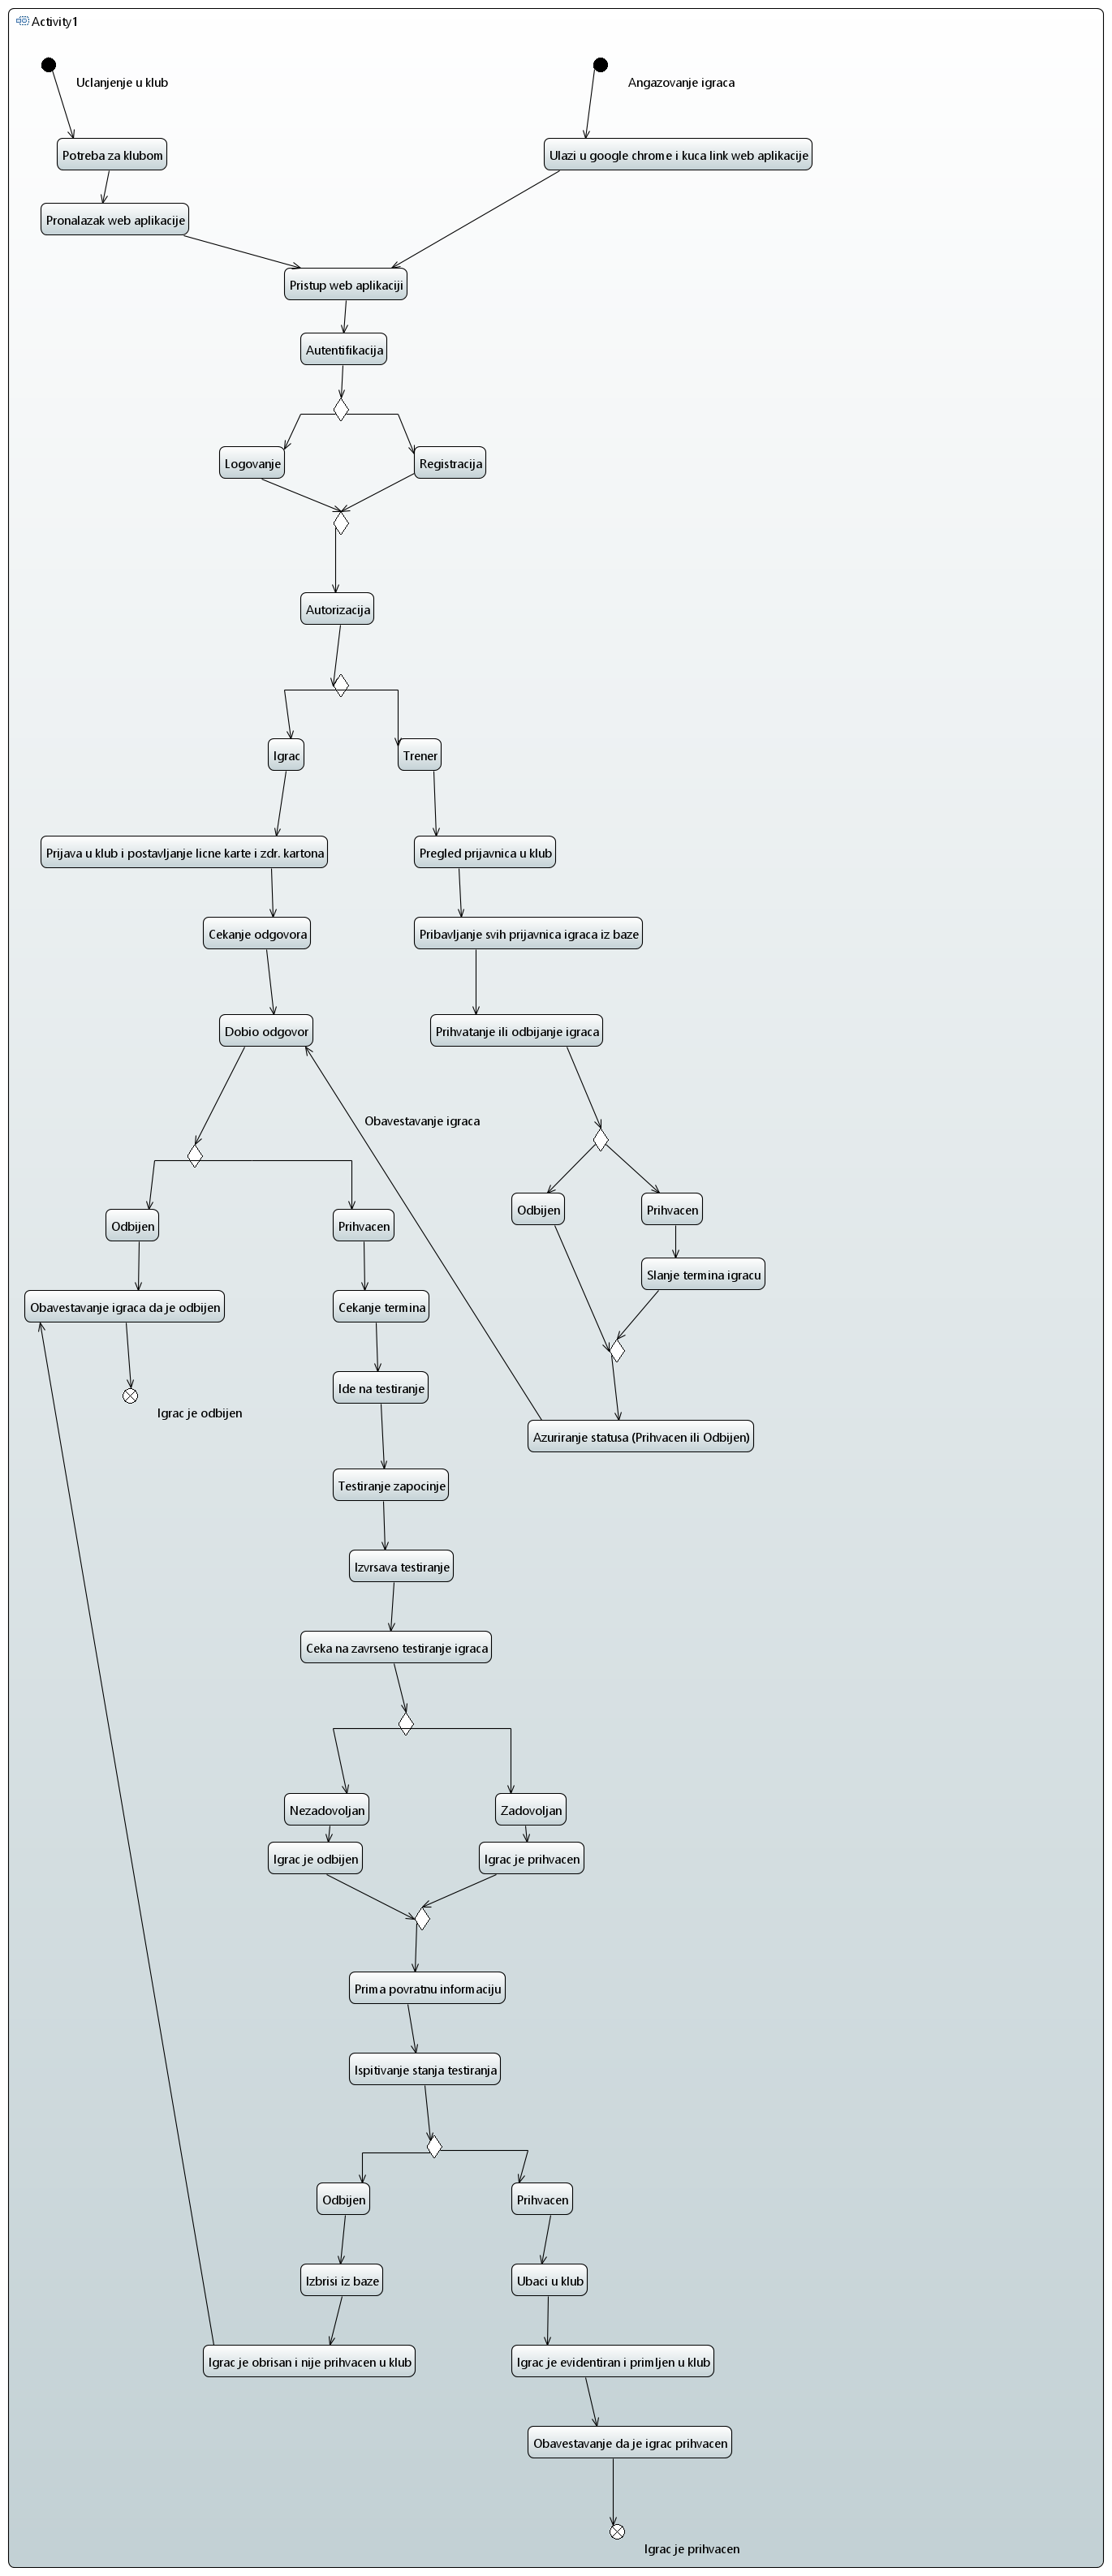 Activity1
Uclanjenje u klub
Angazovanje igraca
Potreba za klubom
Ulazi u google chrome i kuca link web aplikacije
Pronalazak web aplikacije
Pristup web aplikaciji
Autentifikacija
Logovanje
Registracija
Autorizacija
Igrac
Trener
Prijava u klub i postavljanje licne karte i zdr. kartona
Pregled prijavnica u klub
Cekanje odgovora
Pribavljanje svih prijavnica igraca iz baze
Dobio odgovor
Prihvatanje ili odbijanje igraca
Obavestavanje igraca
Odbijen
Prihvacen
Odbijen
Prihvacen
Slanje termina igracu
Obavestavanje igraca da je odbijen
Cekanje termina
Ide na testiranje
Igrac je odbijen
Azuriranje statusa (Prihvacen ili Odbijen)
Testiranje zapocinje
Izvrsava testiranje
Ceka na zavrseno testiranje igraca
Nezadovoljan
Zadovoljan
Igrac je odbijen
Igrac je prihvacen
Prima povratnu informaciju
Ispitivanje stanja testiranja
Odbijen
Prihvacen
Izbrisi iz baze
Ubaci u klub
Igrac je obrisan i nije prihvacen u klub
Igrac je evidentiran i primljen u klub
Obavestavanje da je igrac prihvacen
Igrac je prihvacen